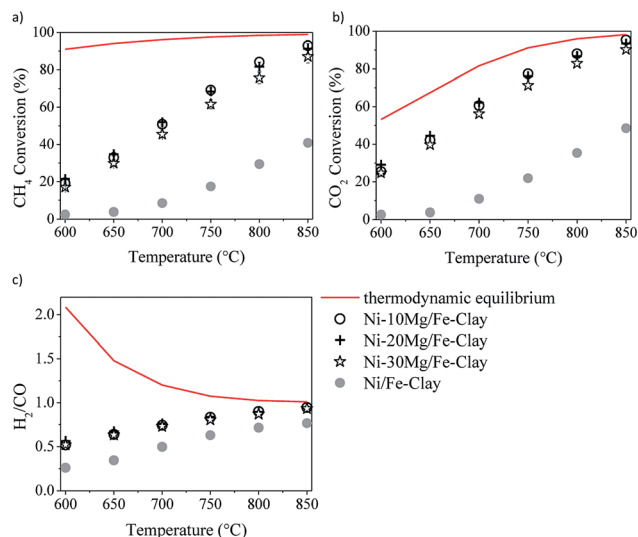 a)
100
80
60
40
20
0
CH4 Conversion (%)
600 650 700 750 800 850
Temperature (°C)
b)
100
80
60
40
20
0
CO2 Conversion (%)
600 650 700 750 800 850
Temperature (°C)
c)
2.0
1.5
1.0
0.5
0.0
H2/CO
600 650 700 750 800 850
Temperature (°C)
thermodynamic equilibrium
Ni-10Mg/Fe-Clay
Ni-20Mg/Fe-Clay
Ni-30Mg/Fe-Clay
Ni/Fe-Clay